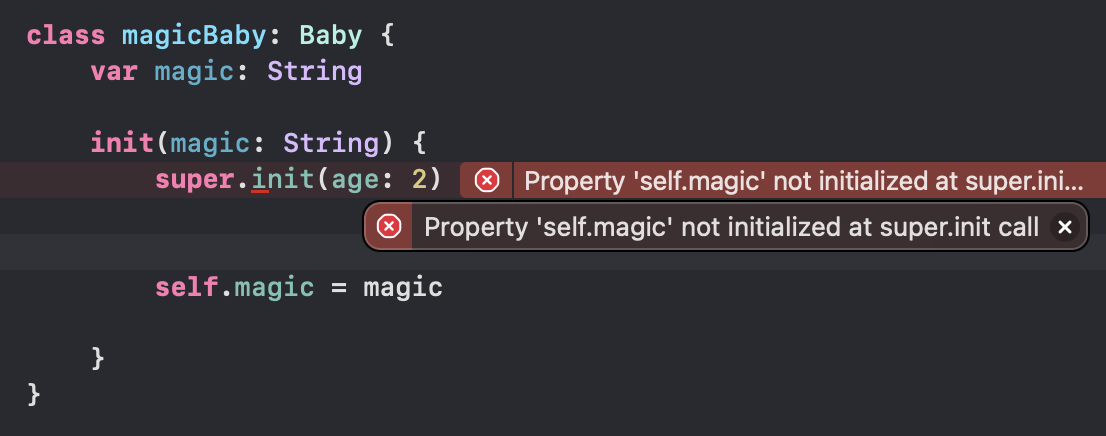 class magicBaby: Baby {
var magic: String
init(magic: String) {
super.init(age: 2) Property 'self.magic' not initialized at super.ini...
Property 'self.magic' not initialized at super.init call
self.magic = magic
}
}